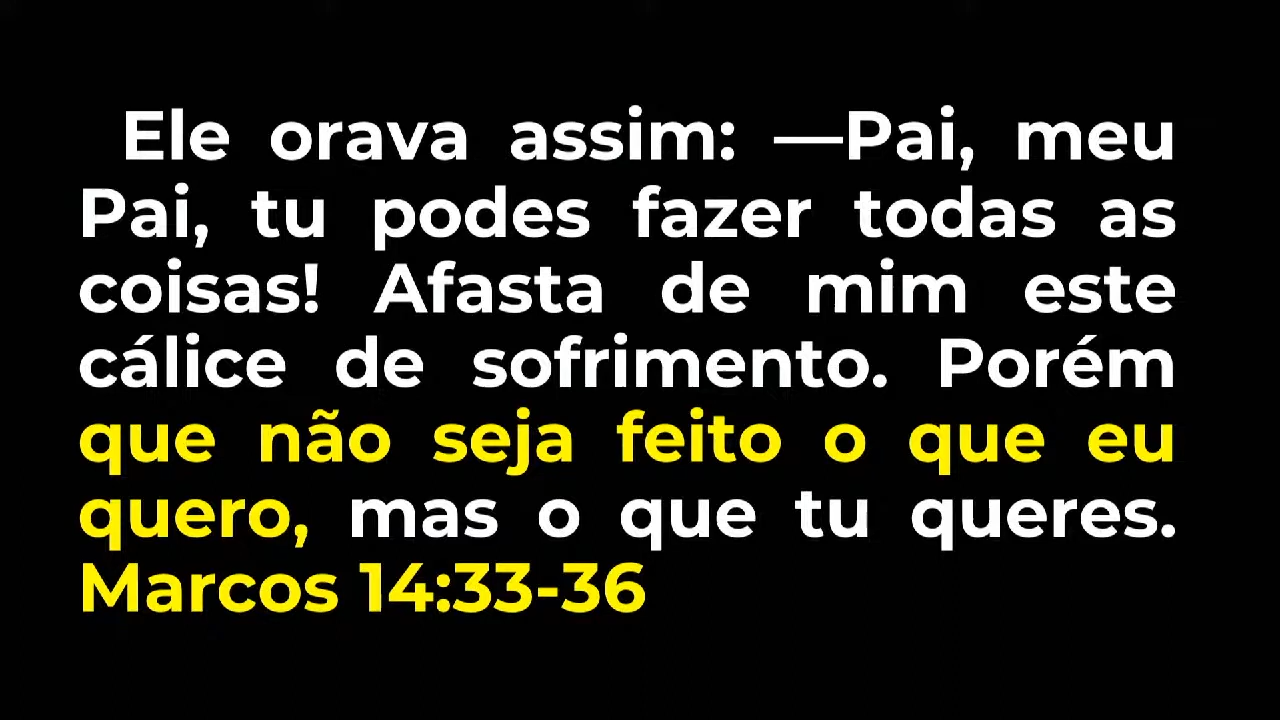 Ele orava assim: —Pai, meu
Pai, tu podes fazer todas as
coisas! Afasta de mim este
cálice de sofrimento. Porém
que não seja feito o que eu
quero, mas o que tu queres.
Marcos 14:33-36